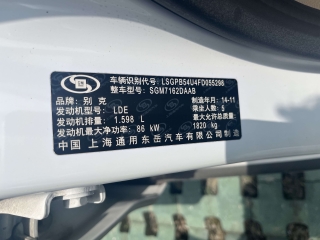 车辆识别代号: LSGPB54U4FD055298
整车型号: SGM7162DAAB
品牌: 别克
制造年月: 14-11
发动机型号: LDE
乘坐人数: 5
发动机排量: 1.598 L
最大允许总质量:
发动机最大净功率: 86 kW
1820 kg
中国 上海通用东岳汽车有限公司制造